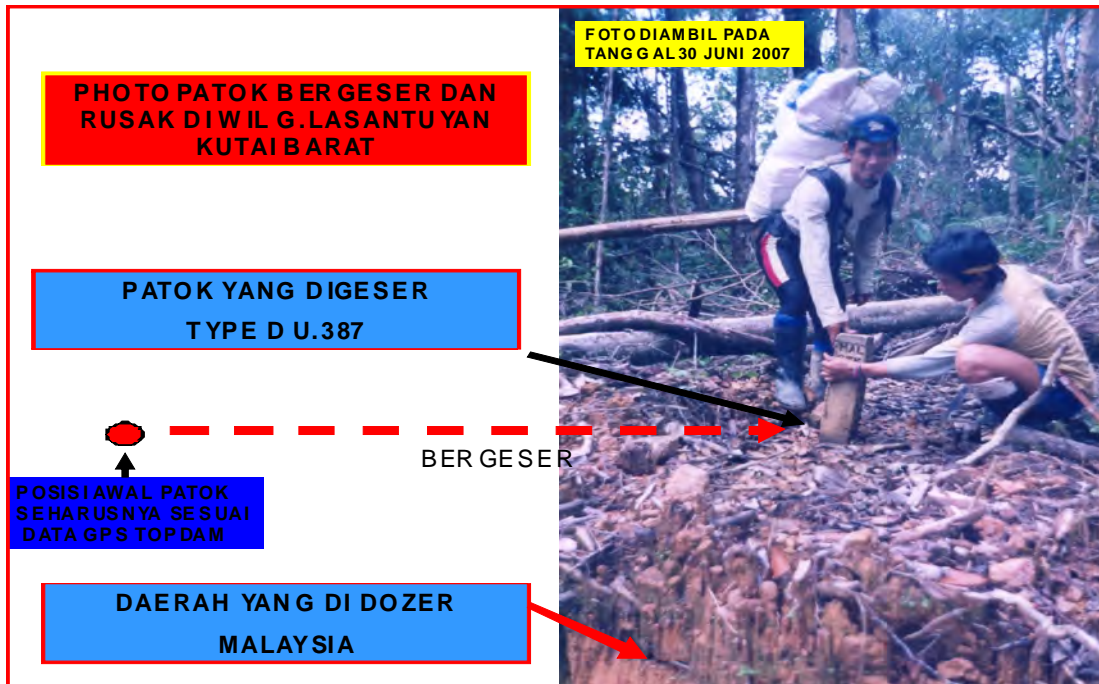 FOTO DIAMBIL PADA
TANGGAL 30 JUNI 2007
PHOTO PATOK BERGESER DAN
RUSAK DI WIL G.LASANTUYAN
KUTAI BARAT
PATOK YANG DIGESER
TYPE D U.387
BERGESER
POSISI AWAL PATOK
SEHARUSNYA SESUAI
DATA GPS TOPDAM
DAERAH YANG DI DOZER
MALAYSIA